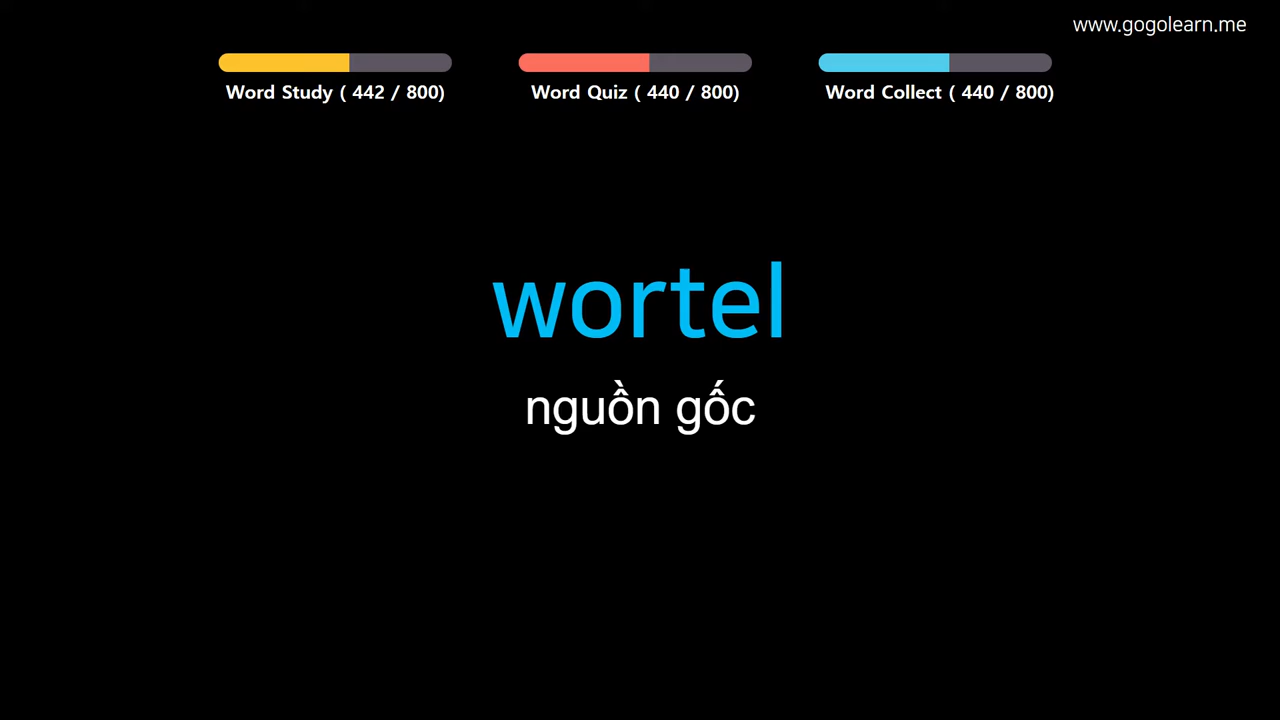 www.gogolearn.me
Word Study ( 442 / 800)
Word Quiz ( 440 / 800)
Word Collect ( 440 / 800)
wortel
nguồn gốc